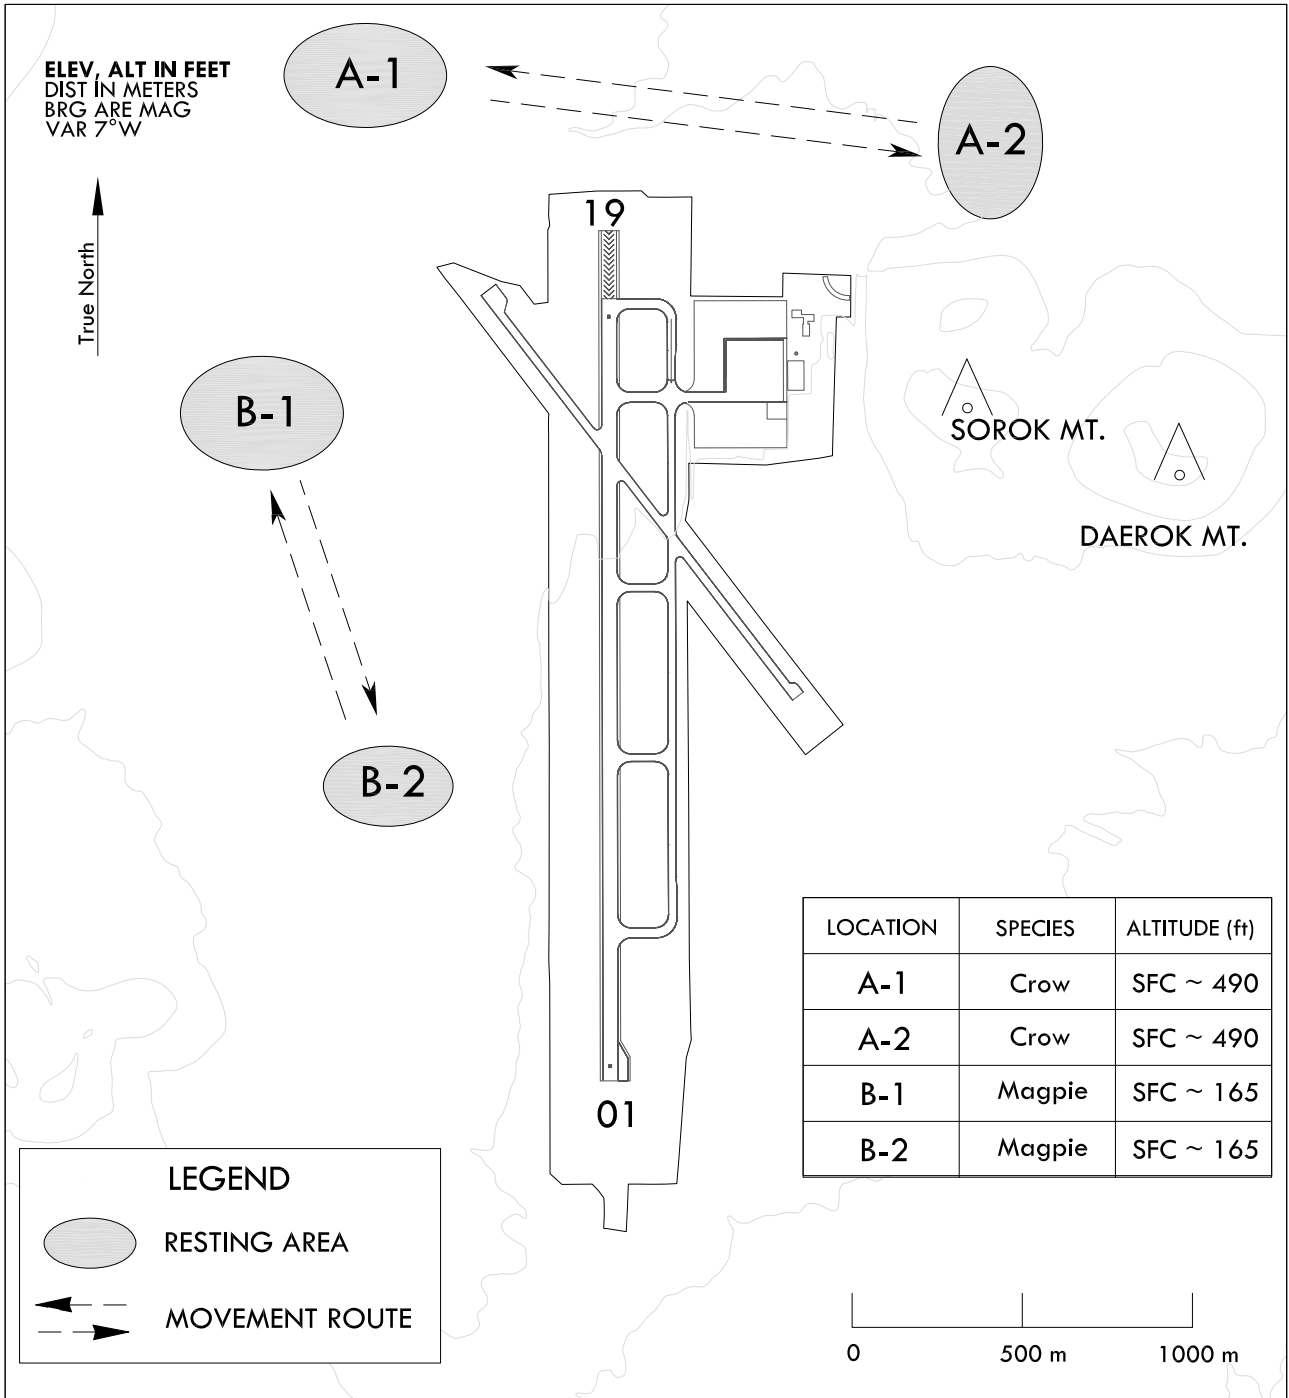 ELEV, ALT IN FEET
DIST IN METERS
BRG ARE MAG
VAR 7°W
True North
A-1
A-2
19
B-1
SOROK MT.
DAEROK MT.
B-2
01
LOCATION SPECIES ALTITUDE (ft)
A-1 Crow SFC ~ 490
A-2 Crow SFC ~ 490
B-1 Magpie SFC ~ 165
B-2 Magpie SFC ~ 165
LEGEND
RESTING AREA
MOVEMENT ROUTE
0 500 m 1000 m